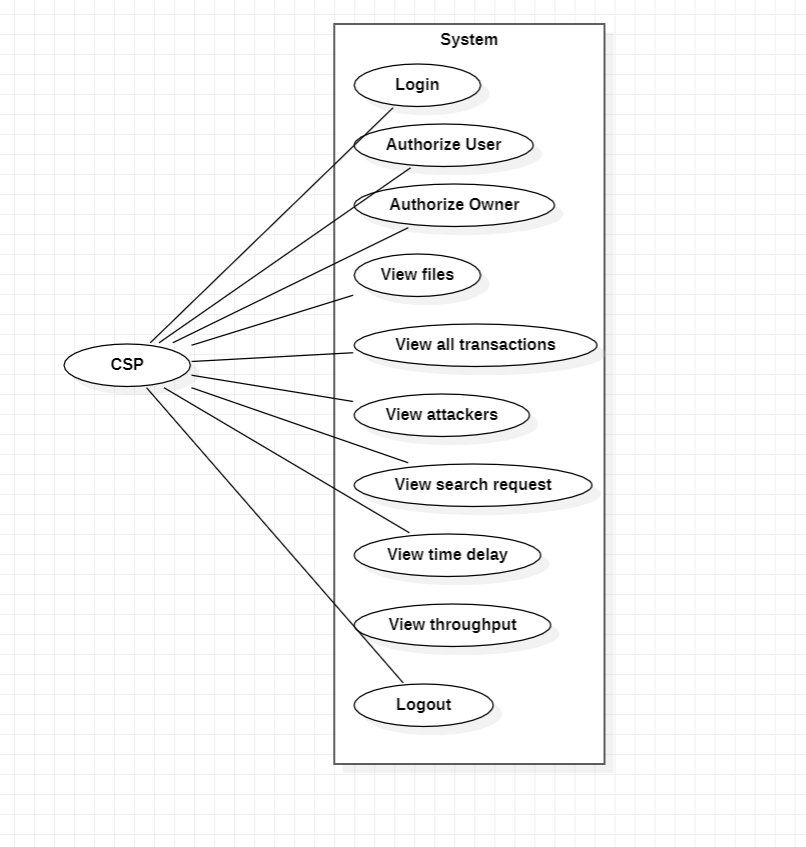 System
Login
Authorize User
Authorize Owner
View files
View all transactions
CSP
View attackers
View search request
View time delay
View throughput
Logout